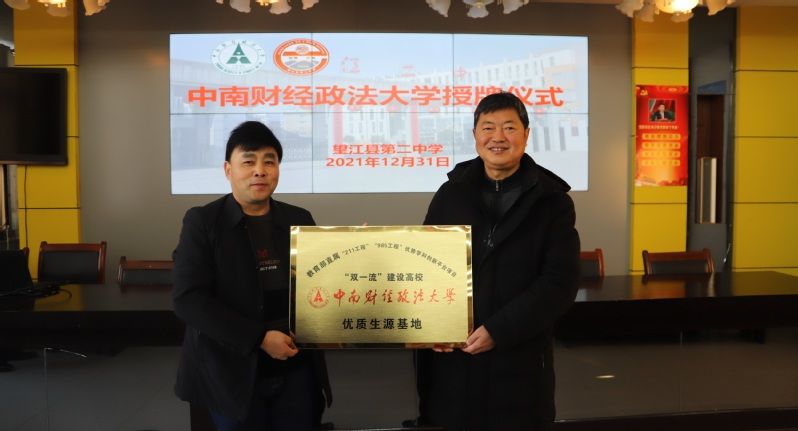 中南财经政法大学授牌仪式
望江县第二中学
2021年12月31日
教育部直属 "211工程" "985工程" 优势学科创新平台项目
"双一流" 建设高校
中南财经政法大学
优质生源基地